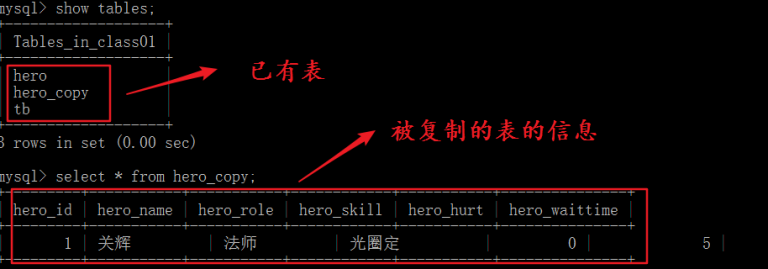 mysql> show tables;
Tables_in_class01
hero
已有表
hero_copy
tb
3 rows in set (0.00 sec)
被复制的表的信息
mysql> select * from hero_copy;
hero_id | hero_name | hero_role | hero_skill | hero_hurt | hero_waittime |
1 | 关辉 | 法师 | 光圈定 | 0 | 5 |